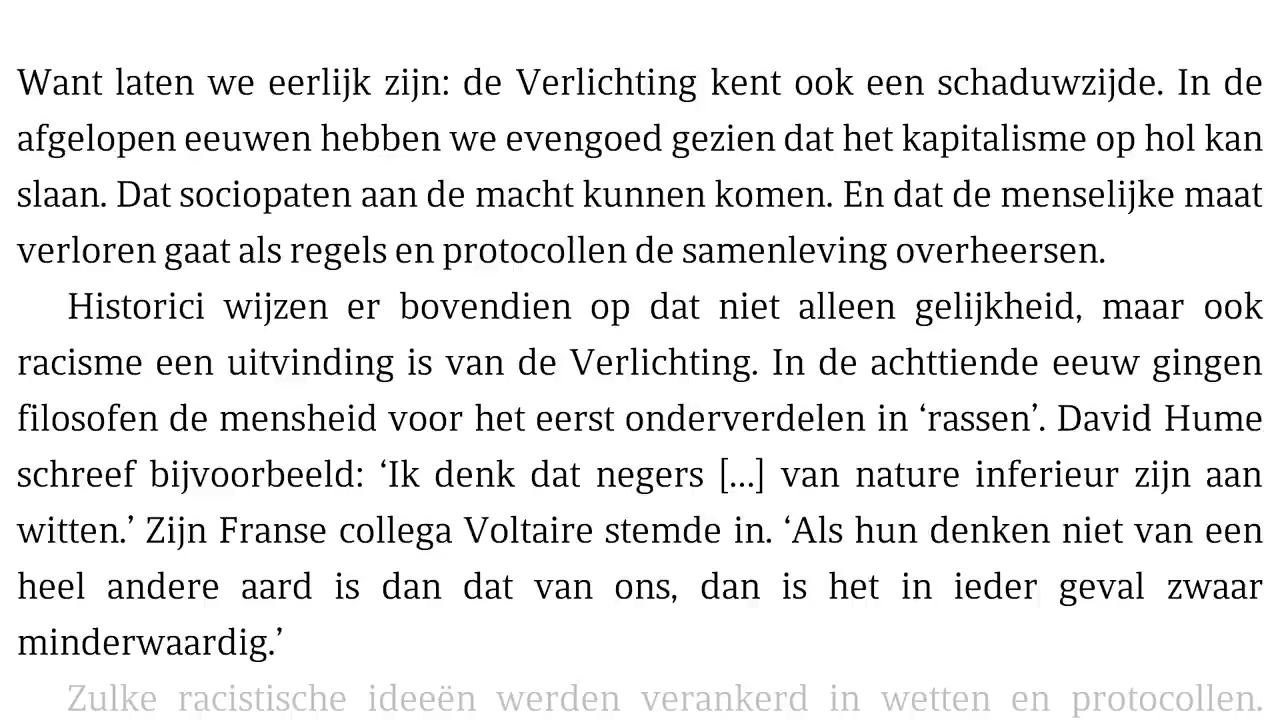 Want laten we eerlijk zijn: de Verlichting kent ook een schaduwzijde. In de
afgelopen eeuwen hebben we evengoed gezien dat het kapitalisme op hol kan
slaan. Dat sociopaten aan de macht kunnen komen. En dat de menselijke maat
verloren gaat als regels en protocollen de samenleving overheersen.
Historici wijzen er bovendien op dat niet alleen gelijkheid, maar ook
racisme een uitvinding is van de Verlichting. In de achttiende eeuw gingen
filosofen de mensheid voor het eerst onderverdelen in ‘rassen’. David Hume
schreef bijvoorbeeld: ‘Ik denk dat negers [...] van nature inferieur zijn aan
witten.’ Zijn Franse collega Voltaire stemde in. ‘Als hun denken niet van een
heel andere aard is dan dat van ons, dan is het in ieder geval zwaar
minderwaardig.’
Zulke racistische ideeën werden verankerd in wetten en protocollen.